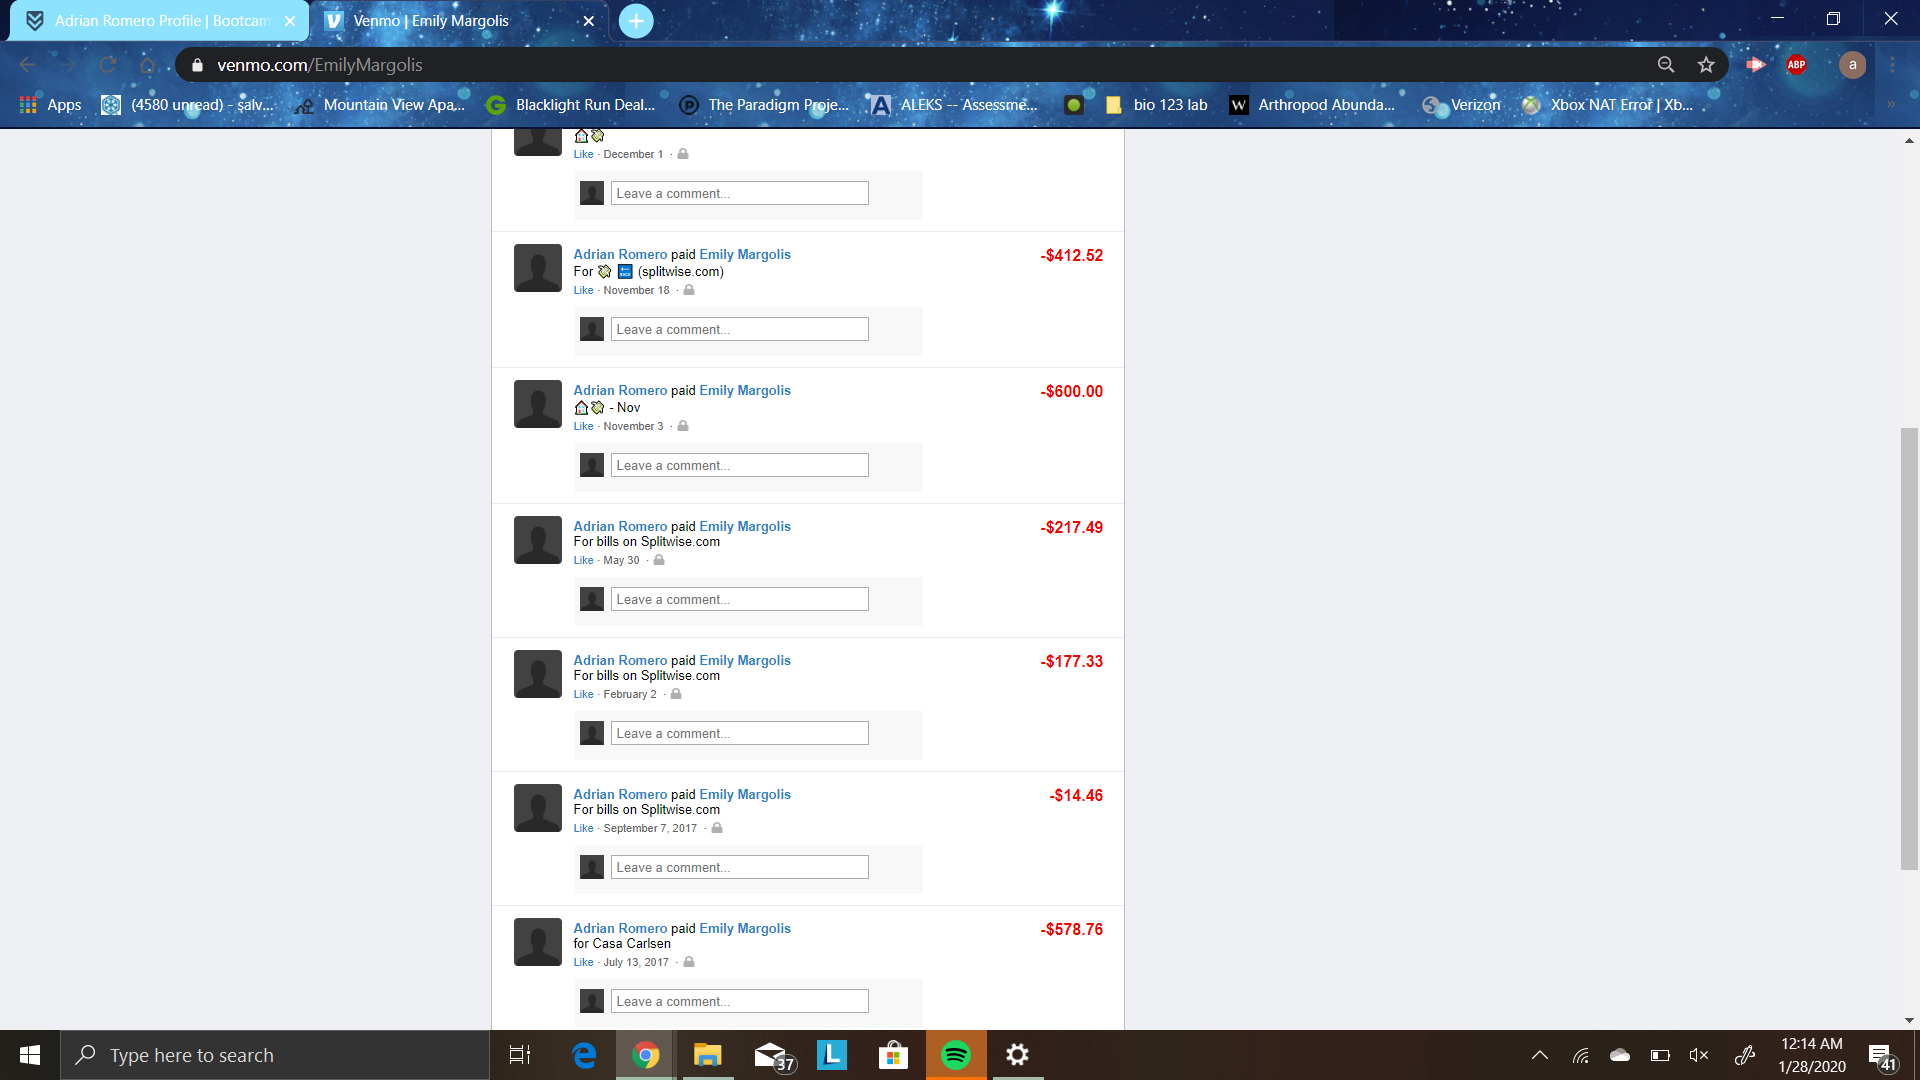 Adrian Romero Profile | Bootcam
Venmo | Emily Margolis
venmo.com/EmilyMargolis
ABP
a
Apps
(4580 unread) - salv...
Mountain View Apa...
Blacklight Run Deal...
The Paradigm Proje...
ALEKS -- Assessme...
bio 123 lab
Arthropod Abunda...
Verizon
Xbox NAT Error | Xb...
Like · December 1 ·
Leave a comment...
Adrian Romero paid Emily Margolis
-$412.52
For 💸 🔙 (splitwise.com)
Like · November 18 ·
Leave a comment...
Adrian Romero paid Emily Margolis
-$600.00
🏠💸 - Nov
Like · November 3 ·
Leave a comment...
Adrian Romero paid Emily Margolis
-$217.49
For bills on Splitwise.com
Like · May 30 ·
Leave a comment...
Adrian Romero paid Emily Margolis
-$177.33
For bills on Splitwise.com
Like · February 2 ·
Leave a comment...
Adrian Romero paid Emily Margolis
-$14.46
For bills on Splitwise.com
Like · September 7, 2017 ·
Leave a comment...
Adrian Romero paid Emily Margolis
-$578.76
for Casa Carlsen
Like · July 13, 2017 ·
Leave a comment...
Type here to search
37
L
12:14 AM
1/28/2020
41